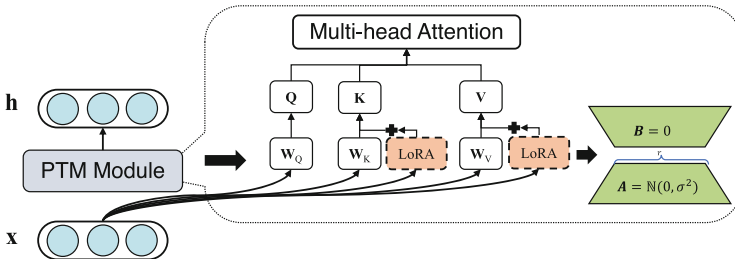 Multi-head Attention
h
Q
K
V
B = 0
r
PTM Module
W_Q
W_K
LoRA
W_V
LoRA
A = ℕ(0, σ²)
x